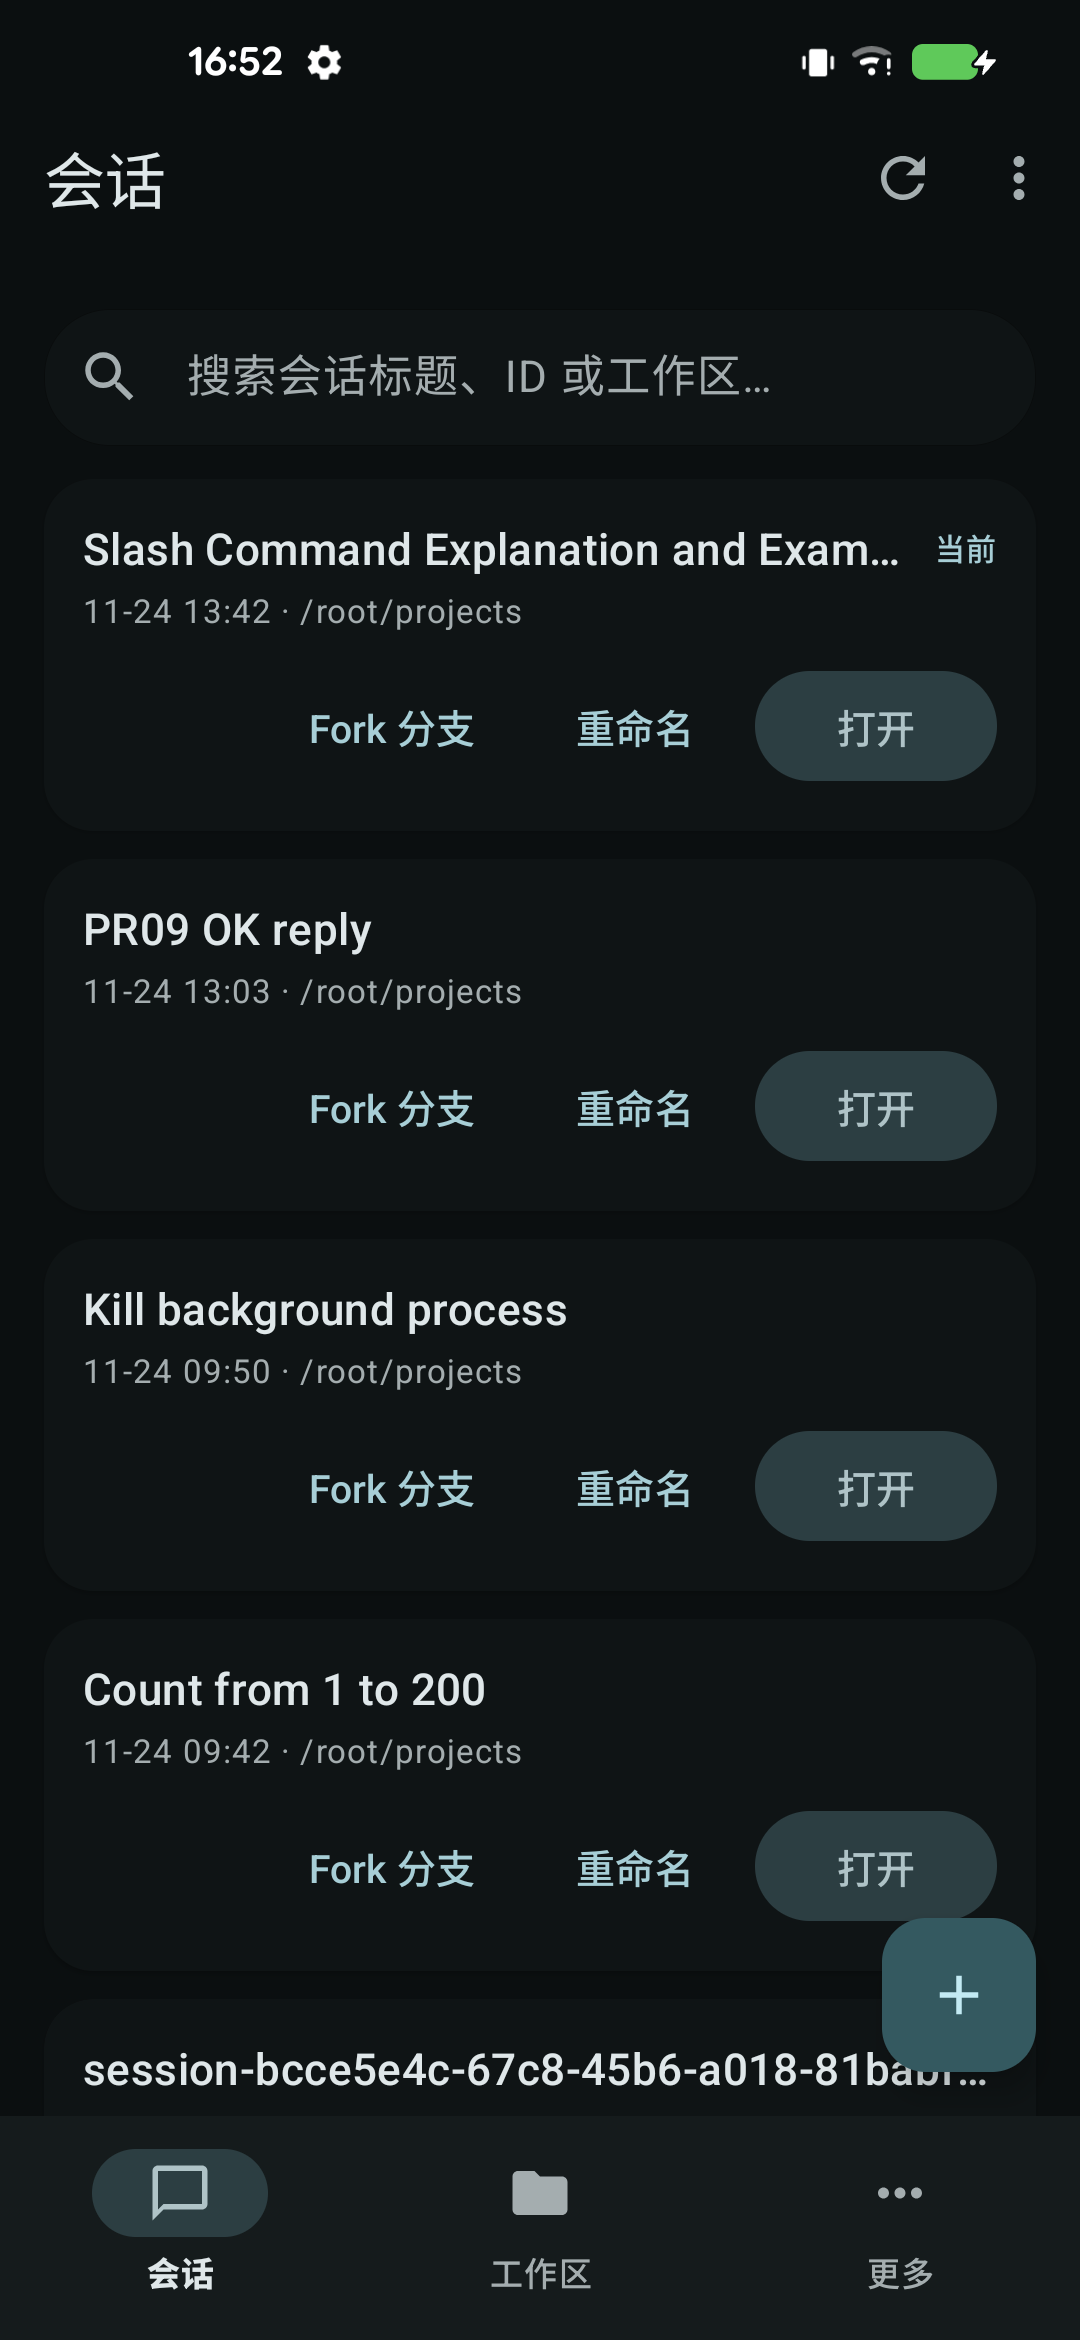 16:52
会话
搜索会话标题、ID 或工作区...
Slash Command Explanation and Exam... 当前
11-24 13:42 · /root/projects
Fork 分支 重命名 打开
PR09 OK reply
11-24 13:03 · /root/projects
Fork 分支 重命名 打开
Kill background process
11-24 09:50 · /root/projects
Fork 分支 重命名 打开
Count from 1 to 200
11-24 09:42 · /root/projects
Fork 分支 重命名 打开
session-bcce5e4c-67c8-45b6-a018-81ba...
会话 工作区 更多